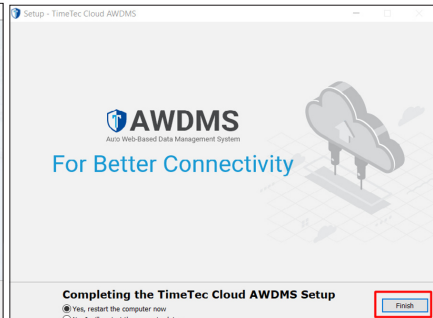 Setup - TimeTec Cloud AWDMS
AWDMS
Auto Web-Based Data Management System
For Better Connectivity
Completing the TimeTec Cloud AWDMS Setup
Yes, restart the computer now
Finish